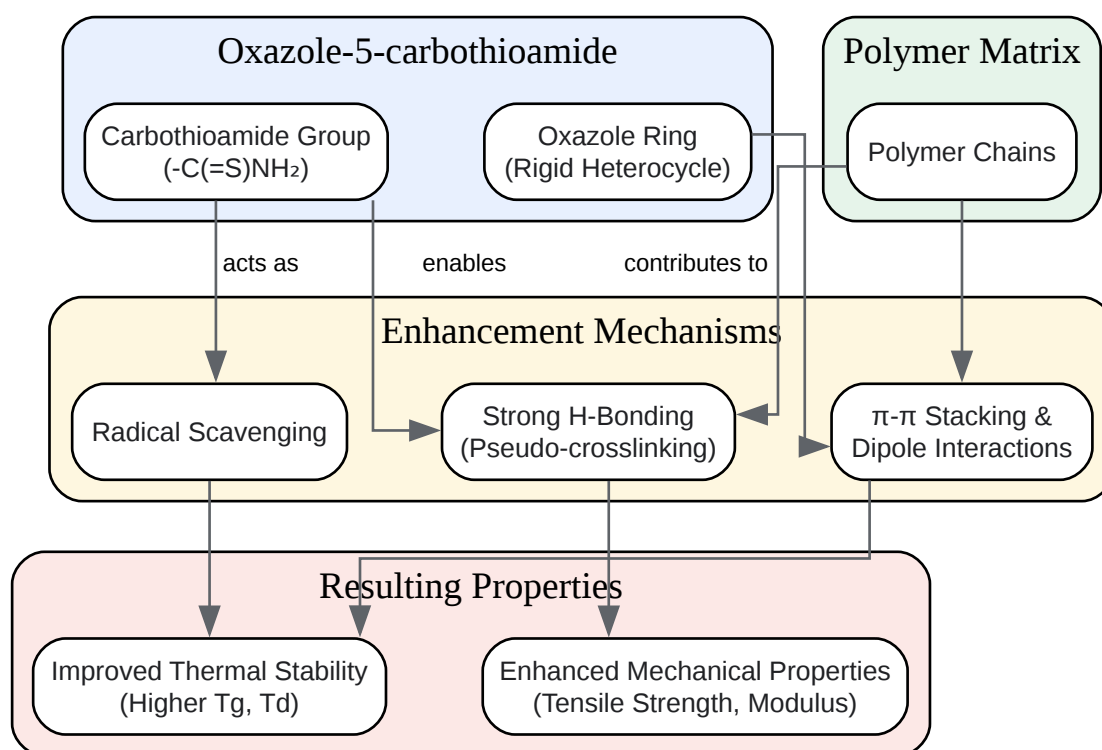 Oxazole-5-carbothioamide
Polymer Matrix
Carbothioamide Group
(-C(=S)NH₂)
Oxazole Ring
(Rigid Heterocycle)
Polymer Chains
acts as
enables
contributes to
Enhancement Mechanisms
Radical Scavenging
Strong H-Bonding
(Pseudo-crosslinking)
π-π Stacking &
Dipole Interactions
Resulting Properties
Improved Thermal Stability
(Higher Tg, Td)
Enhanced Mechanical Properties
(Tensile Strength, Modulus)